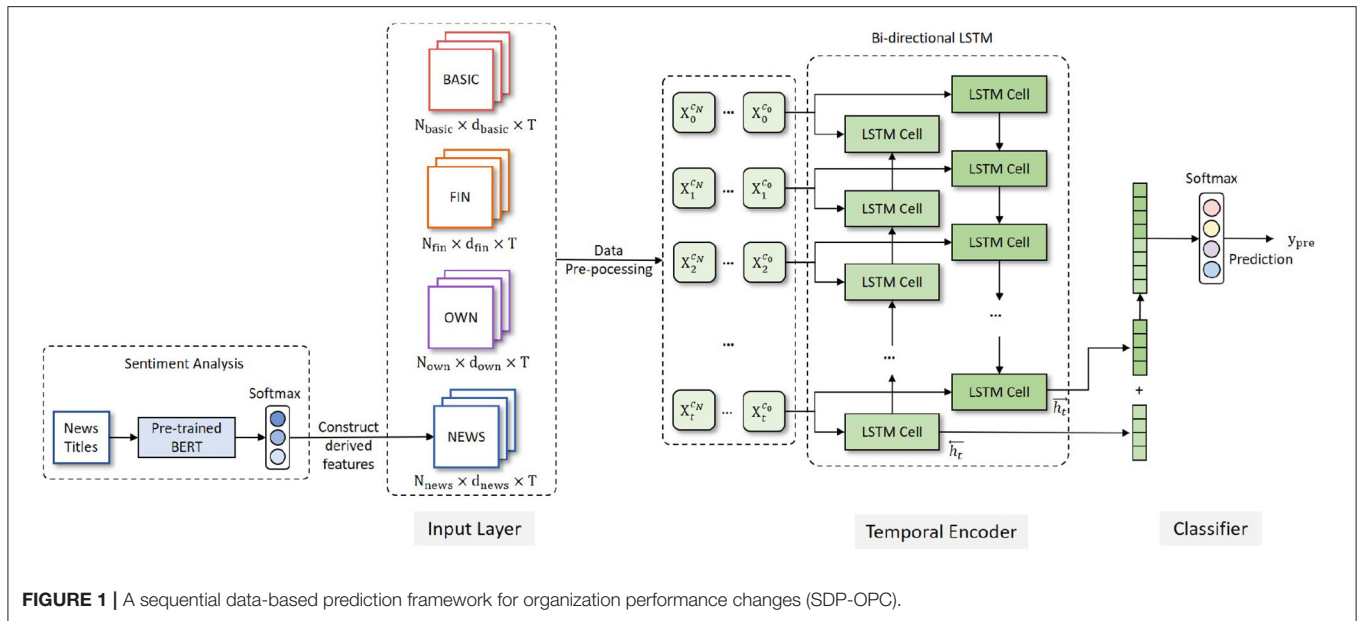 Sentiment Analysis
News
Titles
Pre-trained
BERT
Softmax
Construct
derived
features
BASIC
N_basic × d_basic × T
FIN
N_fin × d_fin × T
OWN
N_own × d_own × T
NEWS
N_news × d_news × T
Input Layer
Data
Pre-pocessing
X_0^{c_N} ... X_0^{c_0}
X_1^{c_N} ... X_1^{c_0}
X_2^{c_N} ... X_2^{c_0}
...
X_t^{c_N} ... X_t^{c_0}
Bi-directional LSTM
LSTM Cell
LSTM Cell
LSTM Cell
LSTM Cell
LSTM Cell
LSTM Cell
...
...
LSTM Cell
LSTM Cell
→h_t
←h_t
Temporal Encoder
+
Softmax
y_pre
Prediction
Classifier
FIGURE 1 | A sequential data-based prediction framework for organization performance changes (SDP-OPC).